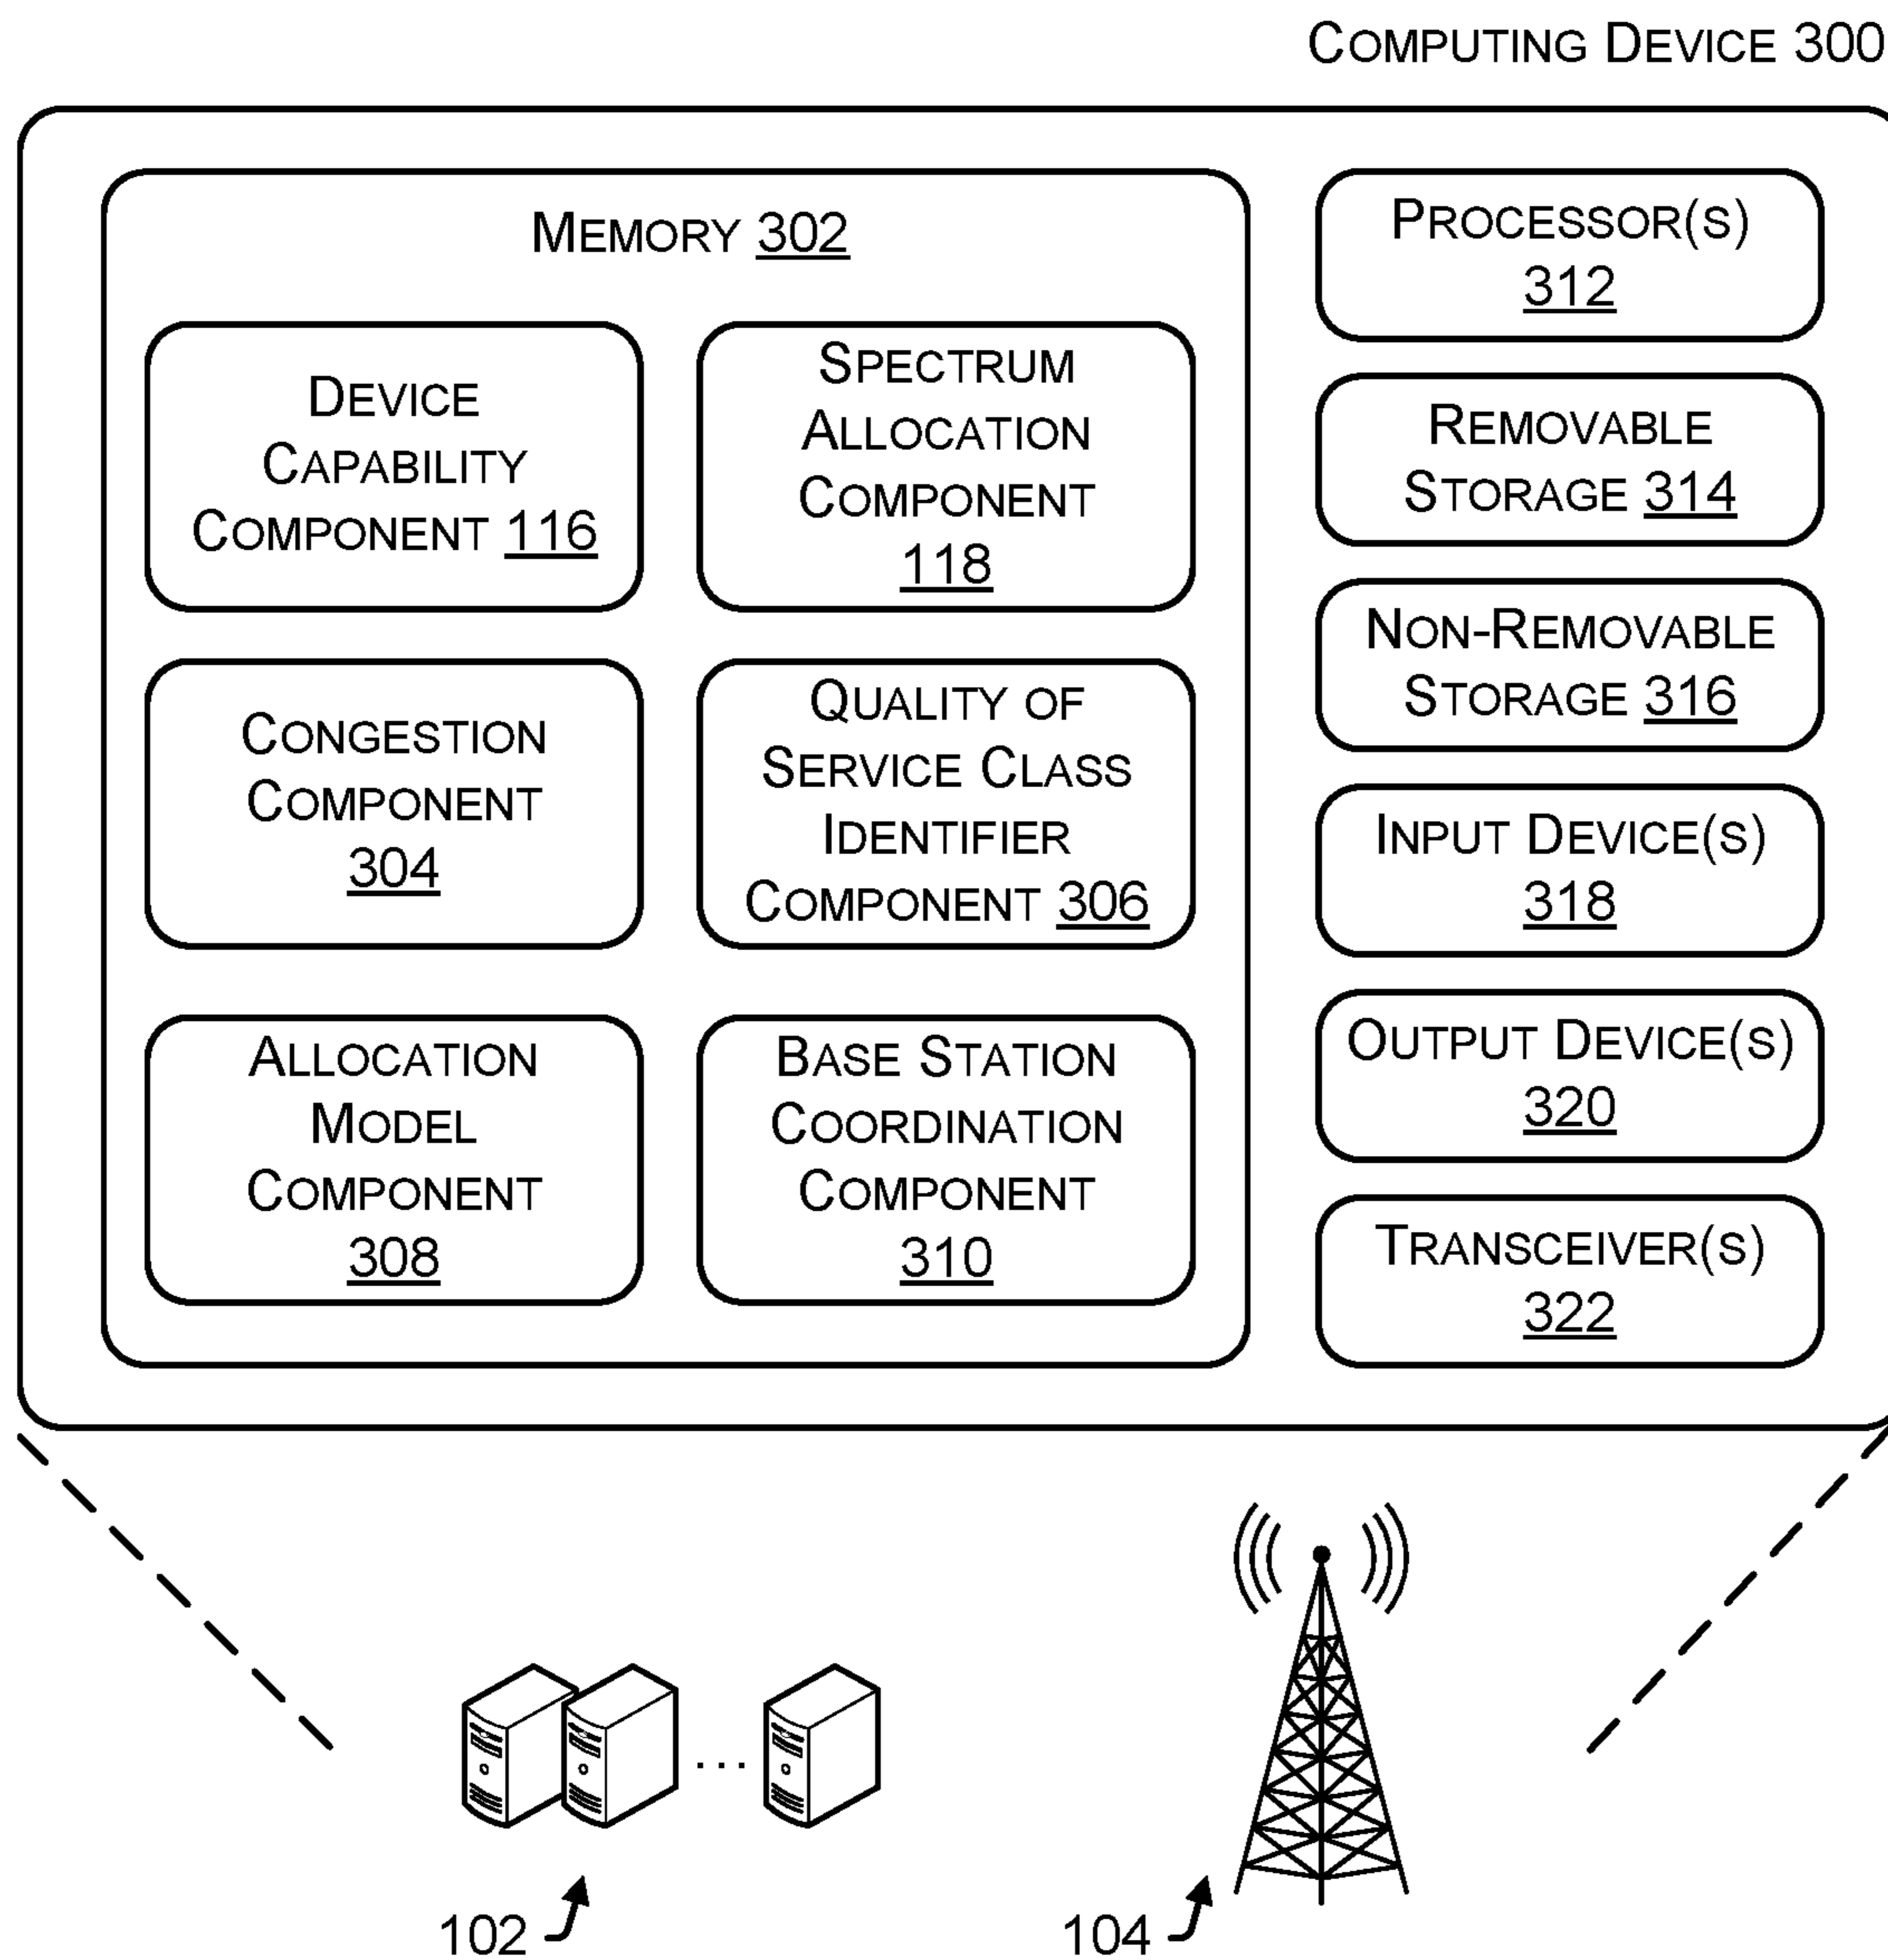 COMPUTING DEVICE 300
MEMORY 302
DEVICE
CAPABILITY
COMPONENT 116
SPECTRUM
ALLOCATION
COMPONENT
118
CONGESTION
COMPONENT
304
QUALITY OF
SERVICE CLASS
IDENTIFIER
COMPONENT 306
ALLOCATION
MODEL
COMPONENT
308
BASE STATION
COORDINATION
COMPONENT
310
PROCESSOR(S)
312
REMOVABLE
STORAGE 314
NON-REMOVABLE
STORAGE 316
INPUT DEVICE(S)
318
OUTPUT DEVICE(S)
320
TRANSCEIVER(S)
322
...
102
104